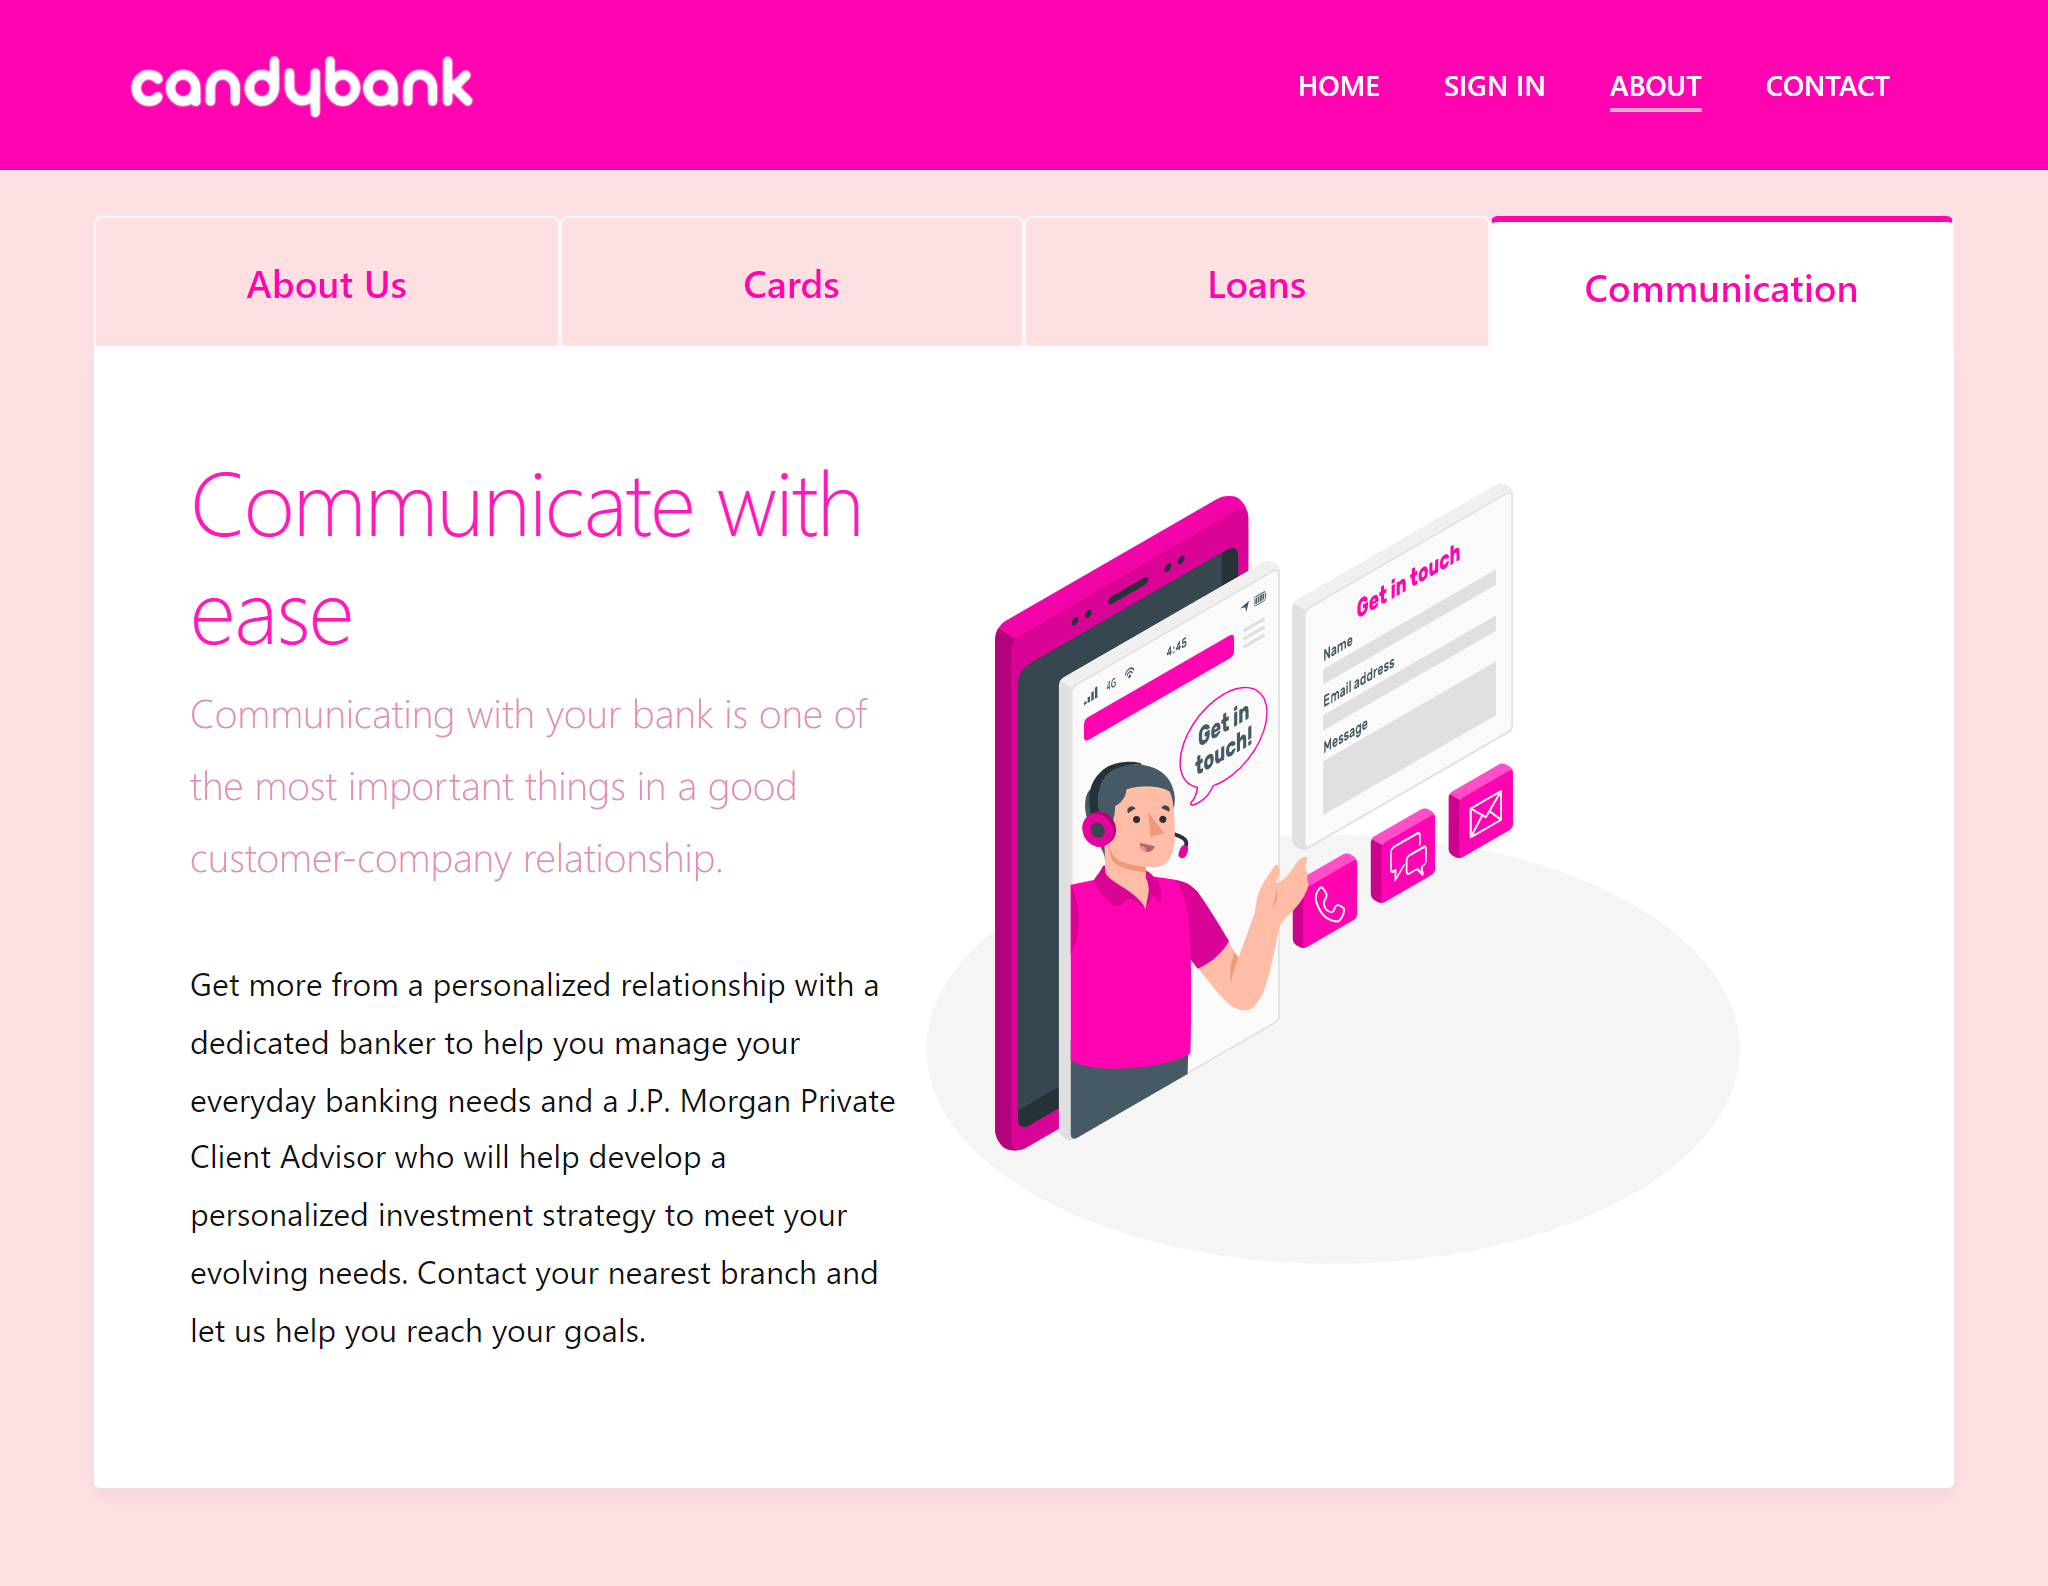 candybank
HOME SIGN IN ABOUT CONTACT
About Us Cards Loans Communication
Communicate with
ease
Communicating with your bank is one of
the most important things in a good
customer-company relationship.
Get more from a personalized relationship with a
dedicated banker to help you manage your
everyday banking needs and a J.P. Morgan Private
Client Advisor who will help develop a
personalized investment strategy to meet your
evolving needs. Contact your nearest branch and
let us help you reach your goals.
4G 4:45
Get in
touch!
Get in touch
Name
Email address
Message